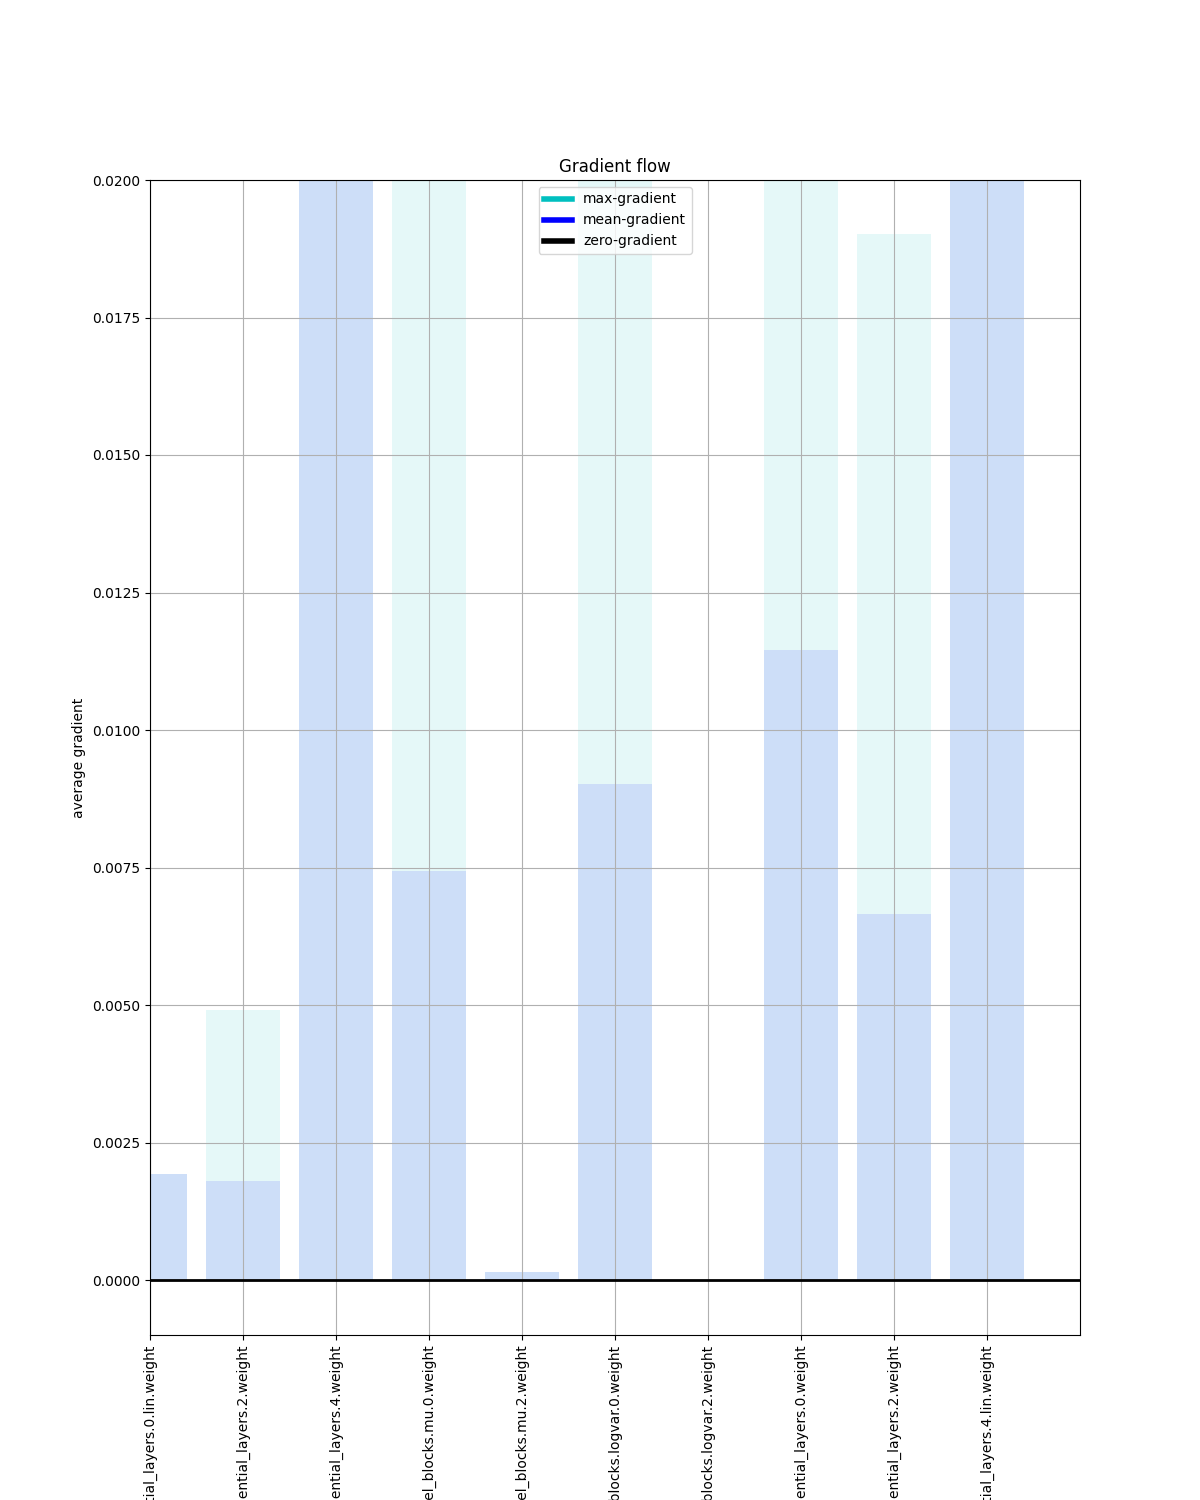 Gradient flow
max-gradient
mean-gradient
zero-gradient
0.0200
0.0175
0.0150
0.0125
0.0100
0.0075
0.0050
0.0025
0.0000
average gradient
tial_layers.0.lin.weight
ential_layers.2.weight
ential_layers.4.weight
el_blocks.mu.0.weight
el_blocks.mu.2.weight
blocks.logvar.0.weight
blocks.logvar.2.weight
ential_layers.0.weight
ential_layers.2.weight
tial_layers.4.lin.weight